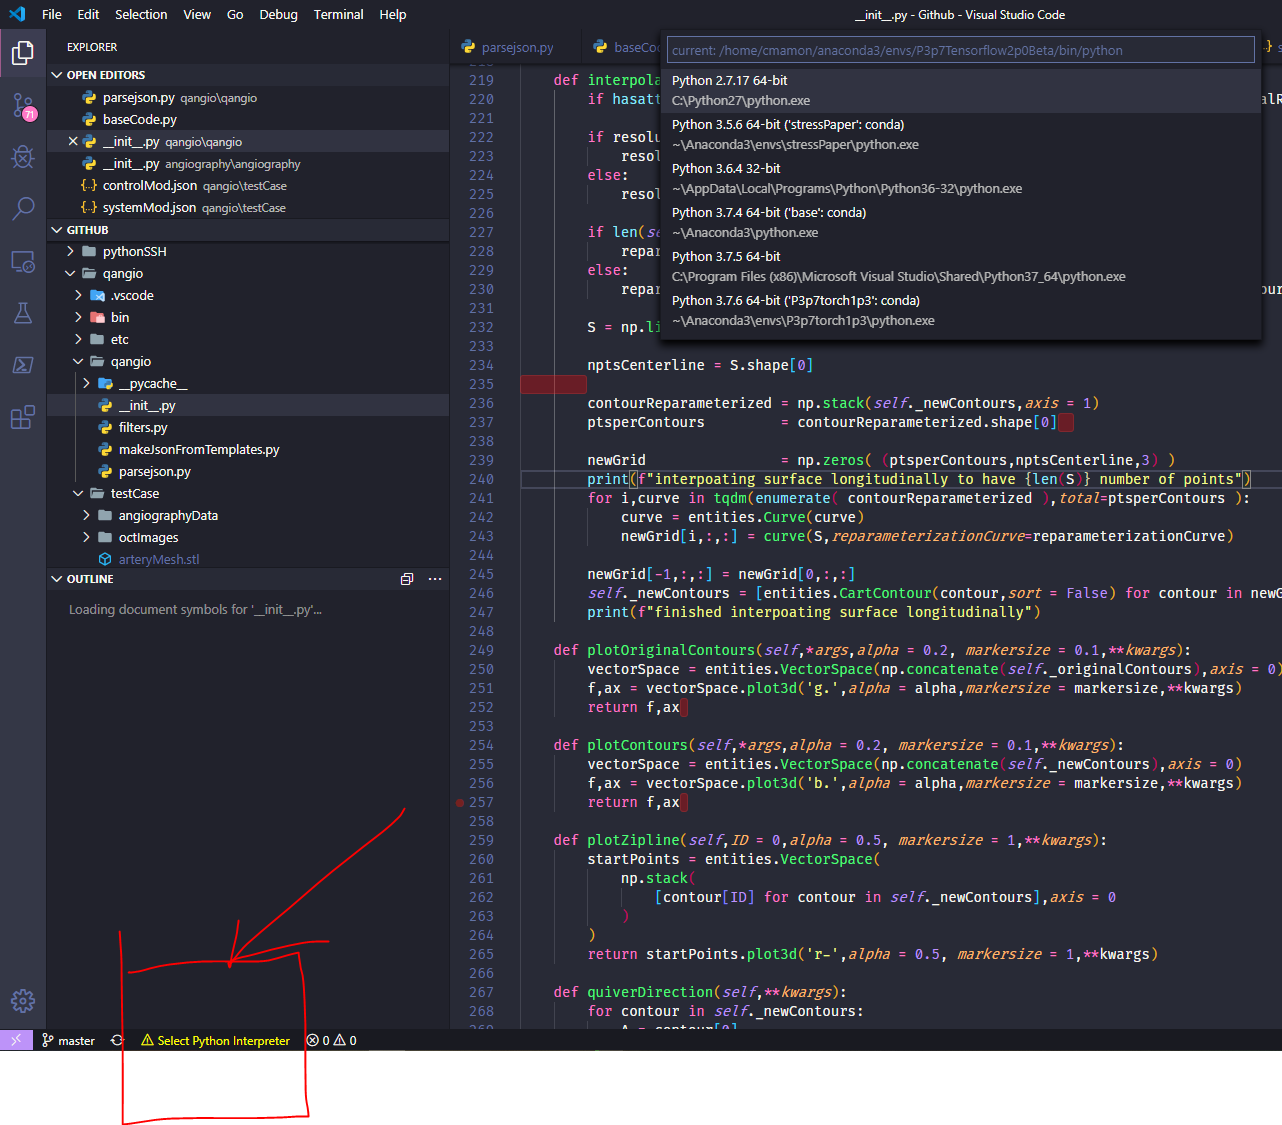 File Edit Selection View Go Debug Terminal Help
__init__.py - Github - Visual Studio Code
EXPLORER
OPEN EDITORS
parsejson.py qangio\qangio
baseCode.py
__init__.py qangio\qangio
__init__.py angiography\angiography
{..} controlMod.json qangio\testCase
{..} systemMod.json qangio\testCase
GITHUB
pythonSSH
qangio
.vscode
bin
etc
qangio
__pycache__
__init__.py
filters.py
makeJsonFromTemplates.py
parsejson.py
testCase
angiographyData
octImages
arteryMesh.stl
OUTLINE
Loading document symbols for '__init__.py'...
71
parsejson.py
baseCo
current: /home/cmamon/anaconda3/envs/P3p7Tensorflow2p0Beta/bin/python
Python 2.7.17 64-bit
C:\Python27\python.exe
Python 3.5.6 64-bit ('stressPaper': conda)
~\Anaconda3\envs\stressPaper\python.exe
Python 3.6.4 32-bit
~\AppData\Local\Programs\Python\Python36-32\python.exe
Python 3.7.4 64-bit ('base': conda)
~\Anaconda3\python.exe
Python 3.7.5 64-bit
C:\Program Files (x86)\Microsoft Visual Studio\Shared\Python37_64\python.exe
Python 3.7.6 64-bit ('P3p7torch1p3': conda)
~\Anaconda3\envs\P3p7torch1p3\python.exe
219 def interpola
220 if hasatt alR
221
222 if resolu
223 resol
224 else:
225 resol
226
227 if len(se
228 repar
229 else:
230 repar our
231
232 S = np.li
233
234 nptsCenterline = S.shape[0]
235
236 contourReparameterized = np.stack(self._newContours,axis = 1)
237 ptsperContours = contourReparameterized.shape[0]
238
239 newGrid = np.zeros( (ptsperContours,nptsCenterline,3) )
240 print(f"interpoating surface longitudinally to have {len(S)} number of points")
241 for i,curve in tqdm(enumerate( contourReparameterized ),total=ptsperContours ):
242 curve = entities.Curve(curve)
243 newGrid[i,:,:] = curve(S,reparameterizationCurve=reparameterizationCurve)
244
245 newGrid[-1,:,:] = newGrid[0,:,:]
246 self._newContours = [entities.CartContour(contour,sort = False) for contour in newG
247 print(f"finished interpoating surface longitudinally")
248
249 def plotOriginalContours(self,*args,alpha = 0.2, markersize = 0.1,**kwargs):
250 vectorSpace = entities.VectorSpace(np.concatenate(self._originalContours),axis = 0)
251 f,ax = vectorSpace.plot3d('g.',alpha = alpha,markersize = markersize,**kwargs)
252 return f,ax
253
254 def plotContours(self,*args,alpha = 0.2, markersize = 0.1,**kwargs):
255 vectorSpace = entities.VectorSpace(np.concatenate(self._newContours),axis = 0)
256 f,ax = vectorSpace.plot3d('b.',alpha = alpha,markersize = markersize,**kwargs)
257 return f,ax
258
259 def plotZipline(self,ID = 0,alpha = 0.5, markersize = 1,**kwargs):
260 startPoints = entities.VectorSpace(
261 np.stack(
262 [contour[ID] for contour in self._newContours],axis = 0
263 )
264 )
265 return startPoints.plot3d('r-',alpha = 0.5, markersize = 1,**kwargs)
266
267 def quiverDirection(self,**kwargs):
268 for contour in self._newContours:
269 A = contour[0]
master Select Python Interpreter 0 0